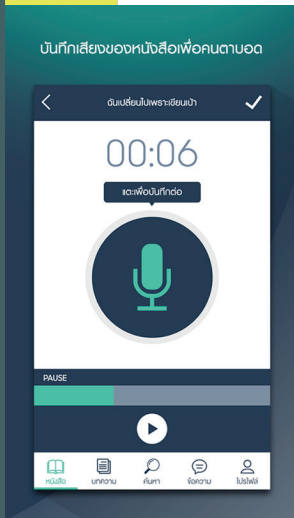 บันทึกเสียงของหนังสือเพื่อคนตาบอด
ฉันเปลี่ยนไปเพราะเขียนเป้า
00:06
แตะเพื่อบันทึกต่อ
PAUSE
หนังสือ
บทความ
ค้นหา
ข้อความ
โปรไฟล์